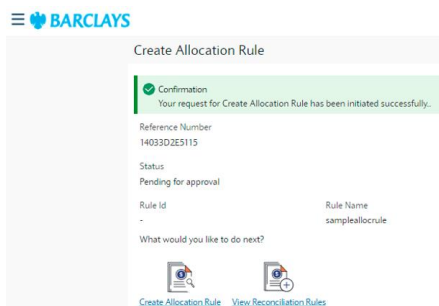 BARCLAYS
Create Allocation Rule
Confirmation
Your request for Create Allocation Rule has been initiated successfully..
Reference Number
14033D2E5115
Status
Pending for approval
Rule Id
Rule Name
-
sampleallocrule
What would you like to do next?
Create Allocation Rule
View Reconciliation Rules